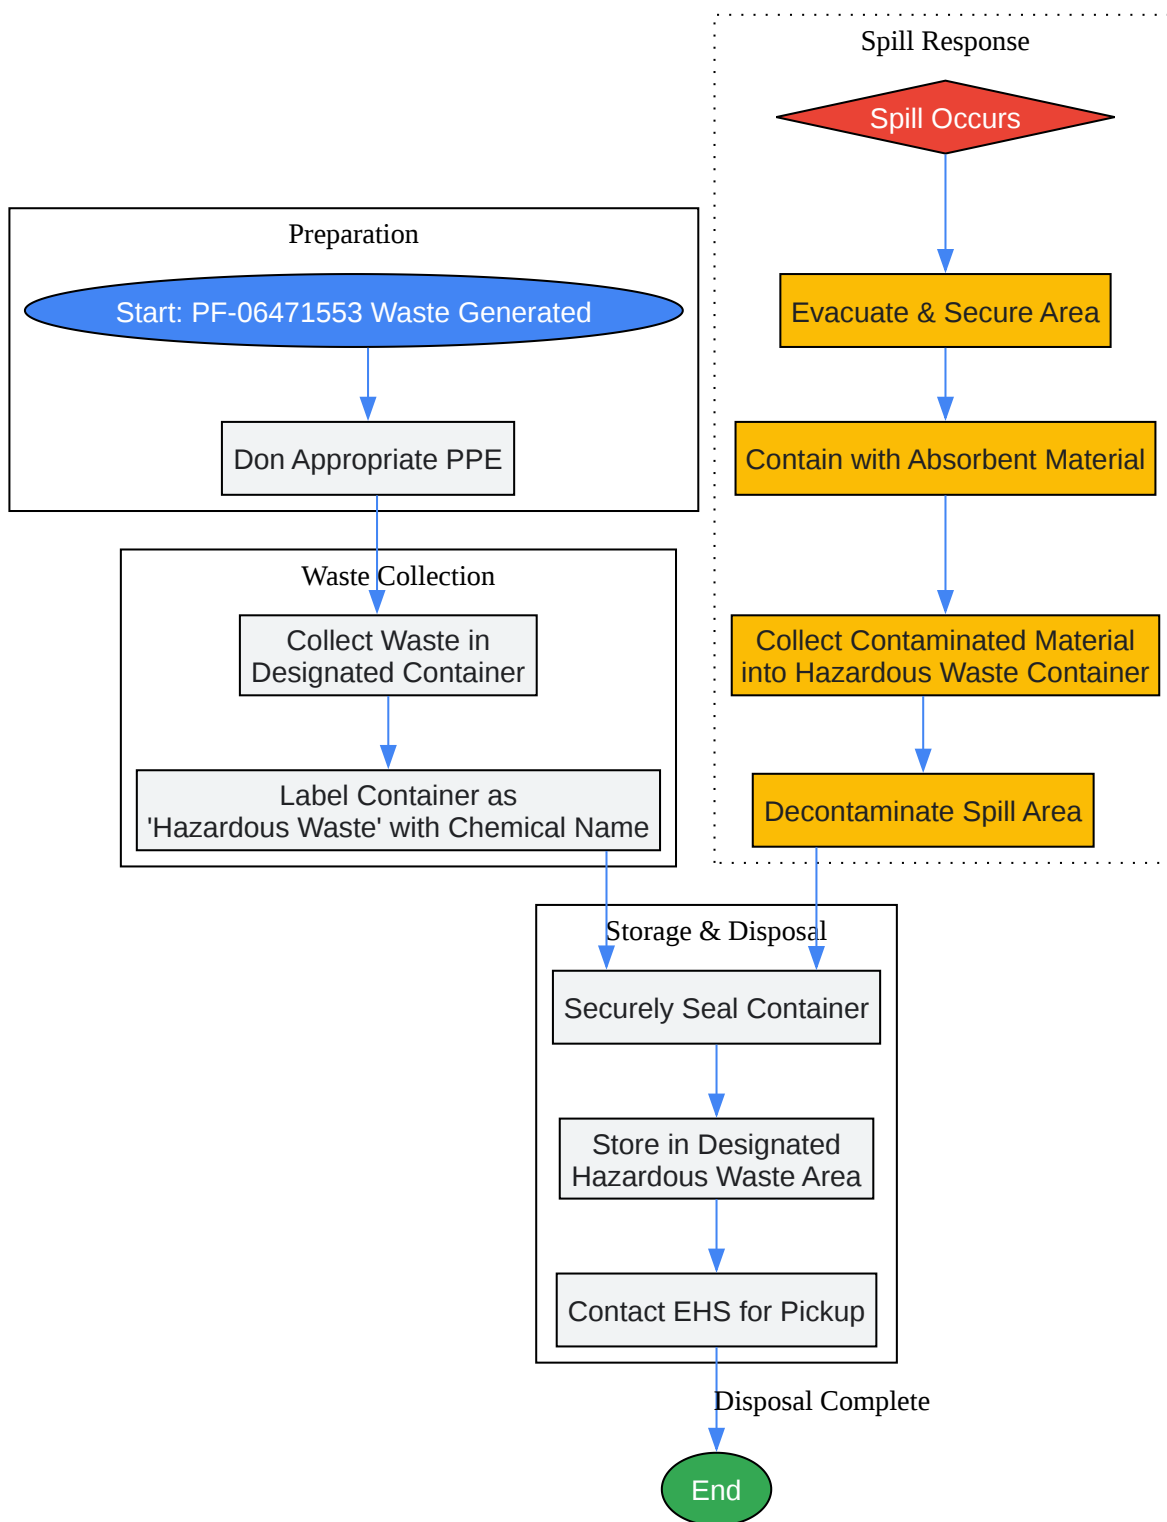 Spill Response
Spill Occurs
Preparation
Start: PF-06471553 Waste Generated
Evacuate & Secure Area
Don Appropriate PPE
Contain with Absorbent Material
Waste Collection
Collect Waste in
Designated Container
Collect Contaminated Material
into Hazardous Waste Container
Label Container as
'Hazardous Waste' with Chemical Name
Decontaminate Spill Area
Storage & Disposal
Securely Seal Container
Store in Designated
Hazardous Waste Area
Contact EHS for Pickup
Disposal Complete
End